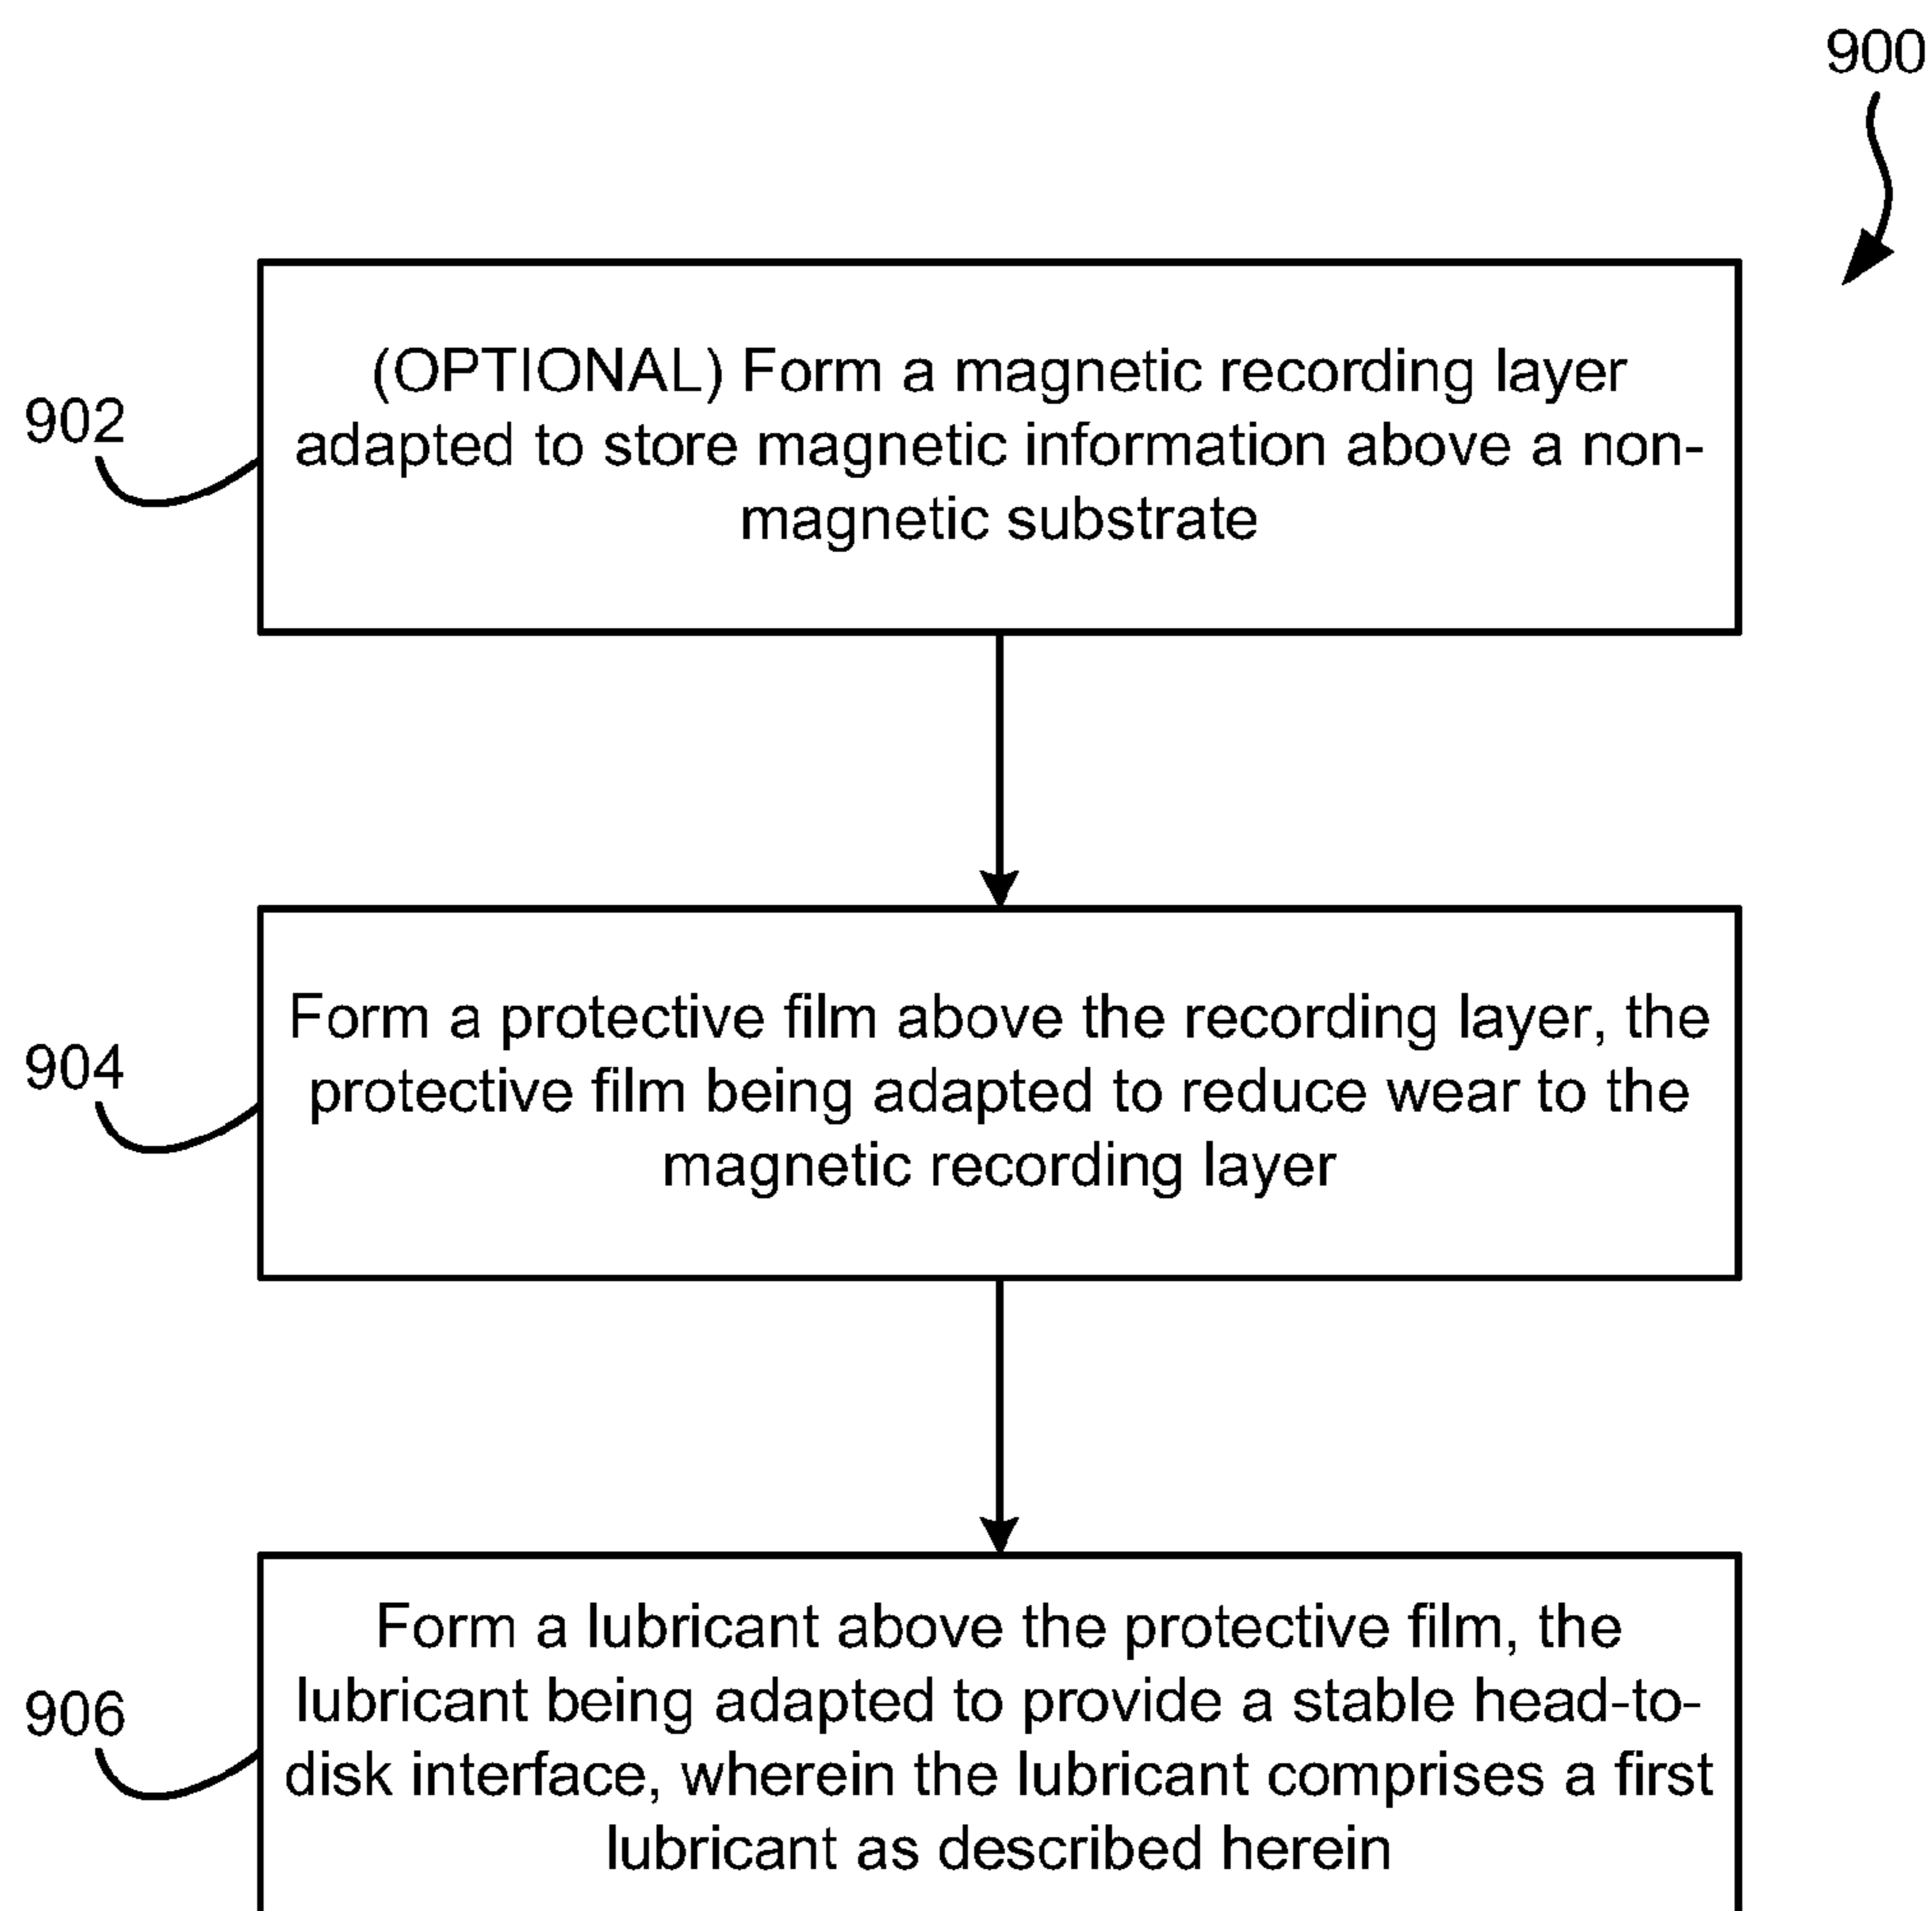 900
902
(OPTIONAL) Form a magnetic recording layer
adapted to store magnetic information above a non-
magnetic substrate
904
Form a protective film above the recording layer, the
protective film being adapted to reduce wear to the
magnetic recording layer
906
Form a lubricant above the protective film, the
lubricant being adapted to provide a stable head-to-
disk interface, wherein the lubricant comprises a first
lubricant as described herein